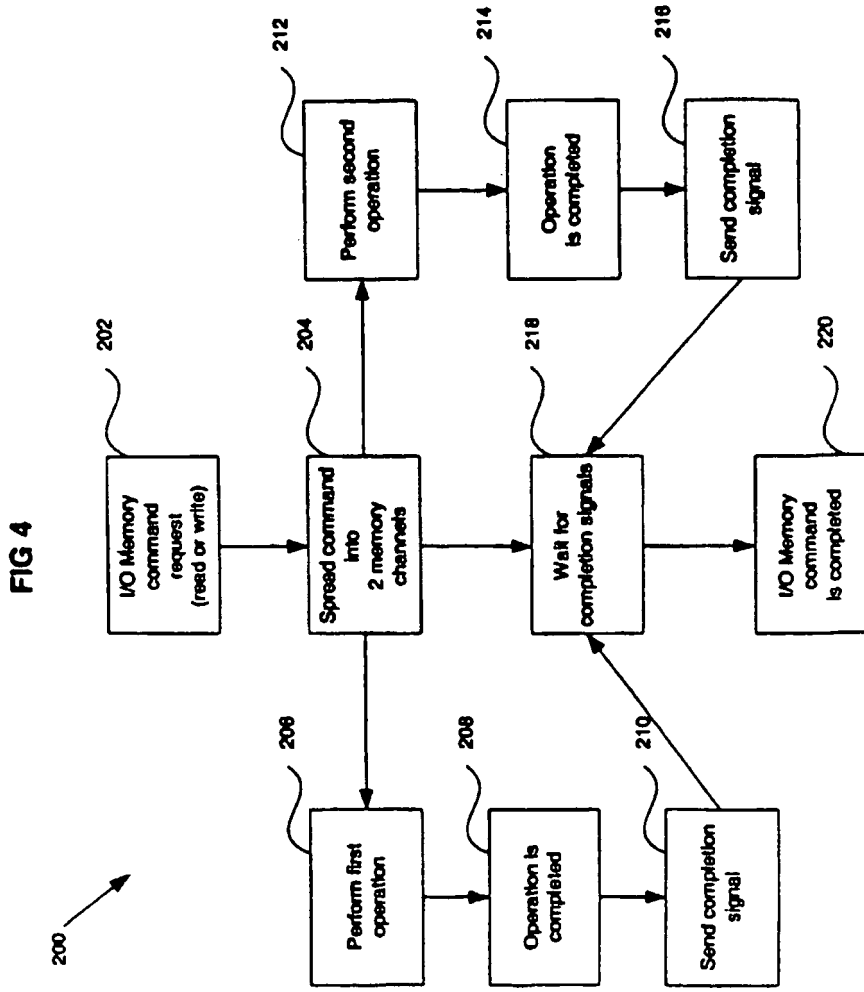 FIG 4
200
202
I/O Memory
command
request
(read or write)
204
Spread command
into
2 memory
channels
206
Perform first
operation
208
Operation is
completed
210
Send completion
signal
212
Perform second
operation
214
Operation
is completed
216
Send completion
signal
218
Wait for
completion signals
220
I/O Memory
command
is completed